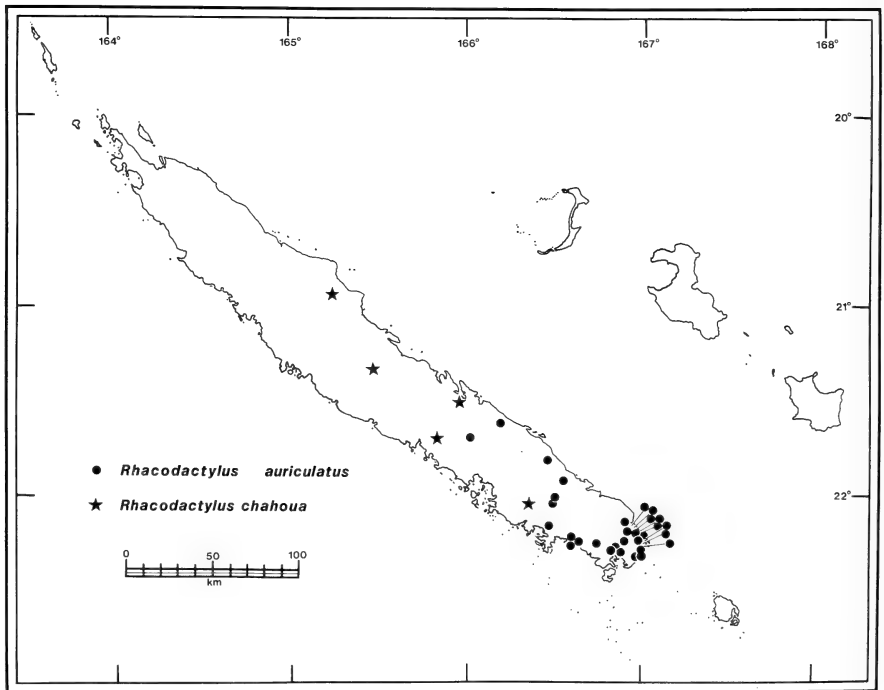 164° 165° 166° 167° 168°
20°
21°
Rhacodactylus auriculatus
22°
Rhacodactylus chahoua
0 50 100
km